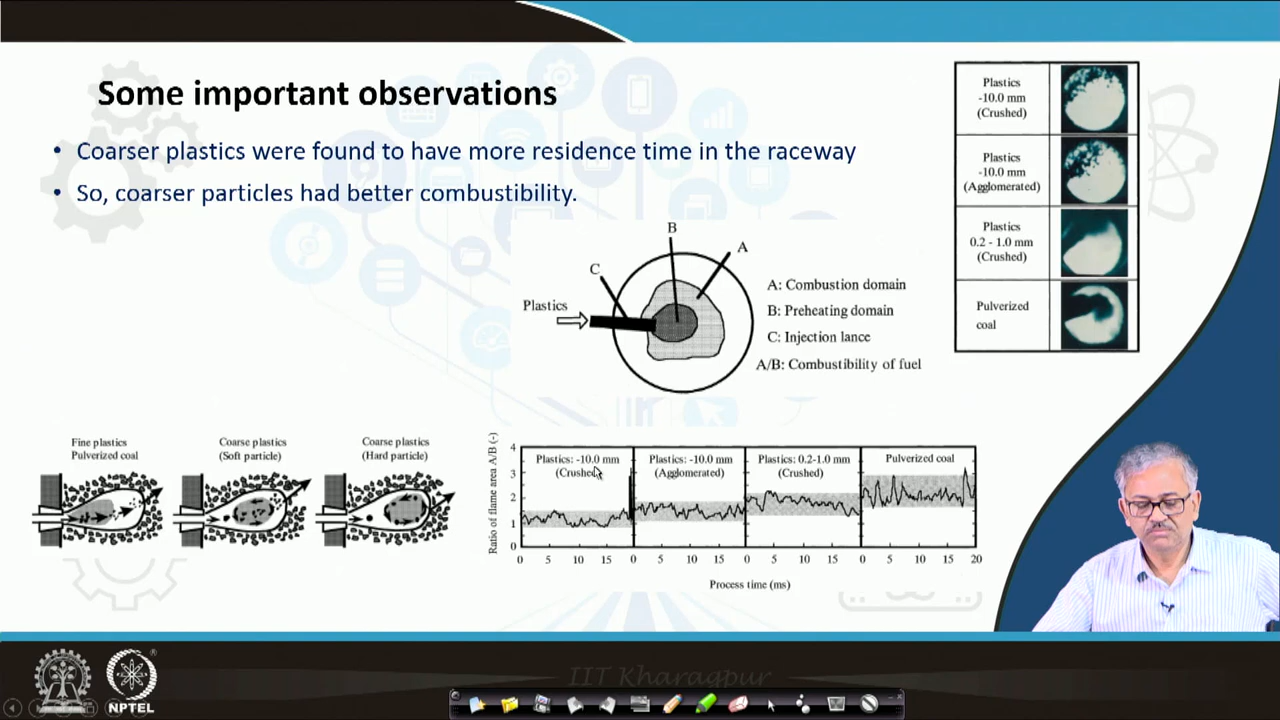 Some important observations
• Coarser plastics were found to have more residence time in the raceway
• So, coarser particles had better combustibility.
Plastics
-10.0 mm
(Crushed)
Plastics
-10.0 mm
(Agglomerated)
Plastics
0.2 - 1.0 mm
(Crushed)
Pulverized
coal
B
A
C
Plastics
A: Combustion domain
B: Preheating domain
C: Injection lance
A/B: Combustibility of fuel
Fine plastics
Pulverized coal
Coarse plastics
(Soft particle)
Coarse plastics
(Hard particle)
Ratio of flame area A/B (-)
4
3
2
1
0
Plastics: -10.0 mm
(Crushed)
Plastics: -10.0 mm
(Agglomerated)
Plastics: 0.2-1.0 mm
(Crushed)
Pulverized coal
0 5 10 15 0 5 10 15 0 5 10 15 0 5 10 15 20
Process time (ms)
IIT Kharagpur
NPTEL